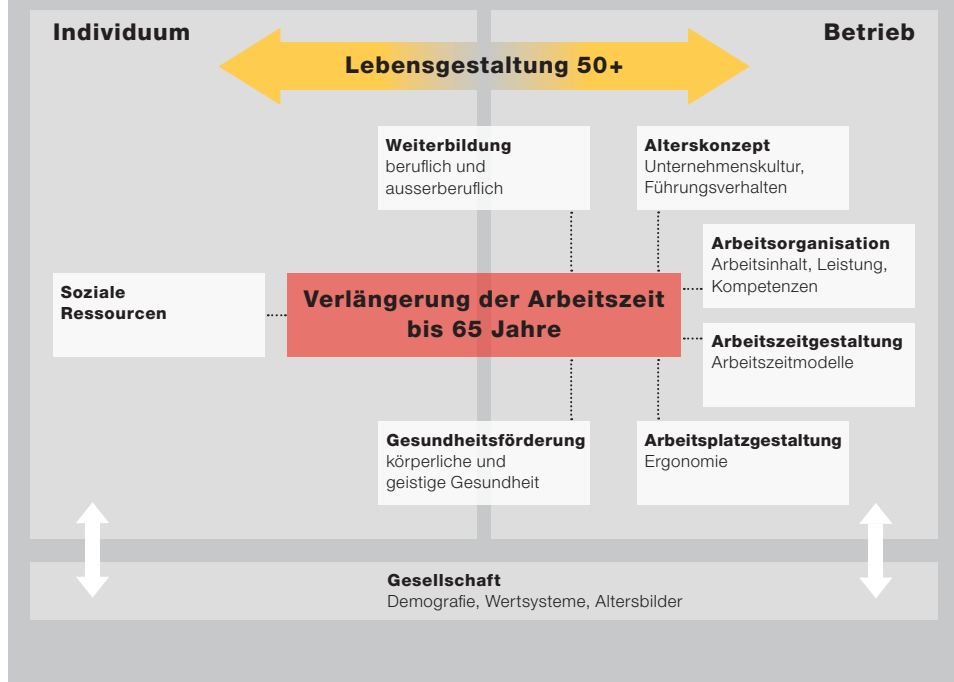 Individuum
Betrieb
Lebensgestaltung 50+
Weiterbildung
beruflich und
ausserberuflich
Alterskonzept
Unternehmenskultur,
Führungsverhalten
Arbeitsorganisation
Arbeitsinhalt, Leistung,
Kompetenzen
Soziale
Ressourcen
Verlängerung der Arbeitszeit
bis 65 Jahre
Arbeitszeitgestaltung
Arbeitszeitmodelle
Gesundheitsförderung
körperliche und
geistige Gesundheit
Arbeitsplatzgestaltung
Ergonomie
Gesellschaft
Demografie, Wertsysteme, Altersbilder